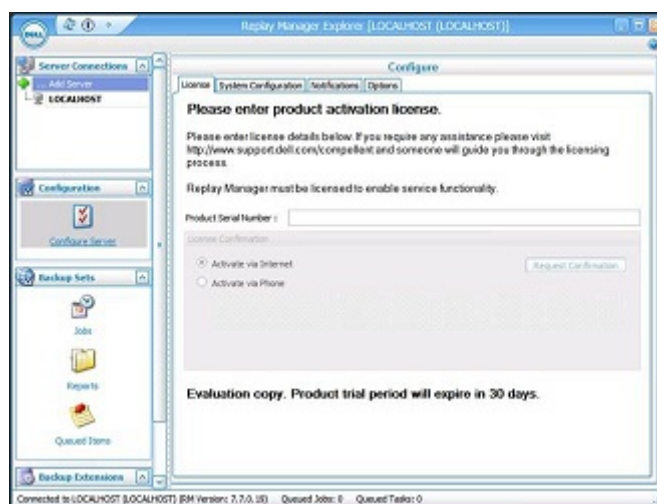 DELL
Replay Manager Explorer [LOCALHOST (LOCALHOST)]
Server Connections
... Add Server
LOCALHOST
Configuration
Configure Server
Backup Sets
Jobs
Reports
Queued Items
Backup Extensions
Configure
License System Configuration Notifications Options
Please enter product activation license.
Please enter license details below. If you require any assistance please visit
http://www.support.dell.com/compellent and someone will guide you through the licensing
process.
Replay Manager must be licensed to enable service functionality.
Product Serial Number :
License Confirmation
Activate via Internet
Request Confirmation
Activate via Phone
Evaluation copy. Product trial period will expire in 30 days.
Connected to LOCALHOST (LOCALHOST) (RM Version: 7.7.0.19) Queued Jobs: 0 Queued Tasks: 0